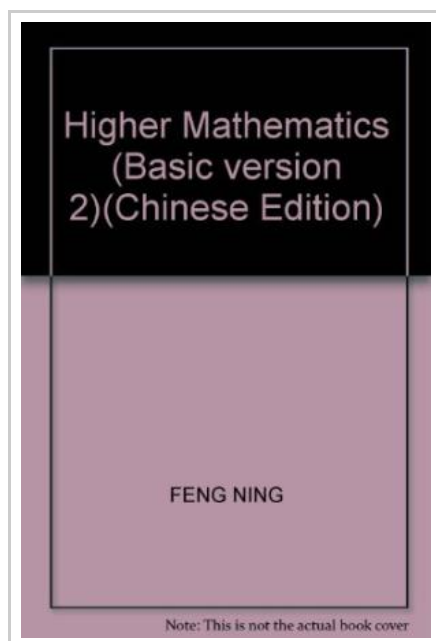 Higher Mathematics
(Basic version
2)(Chinese Edition)
FENG NING
Note: This is not the actual book cover